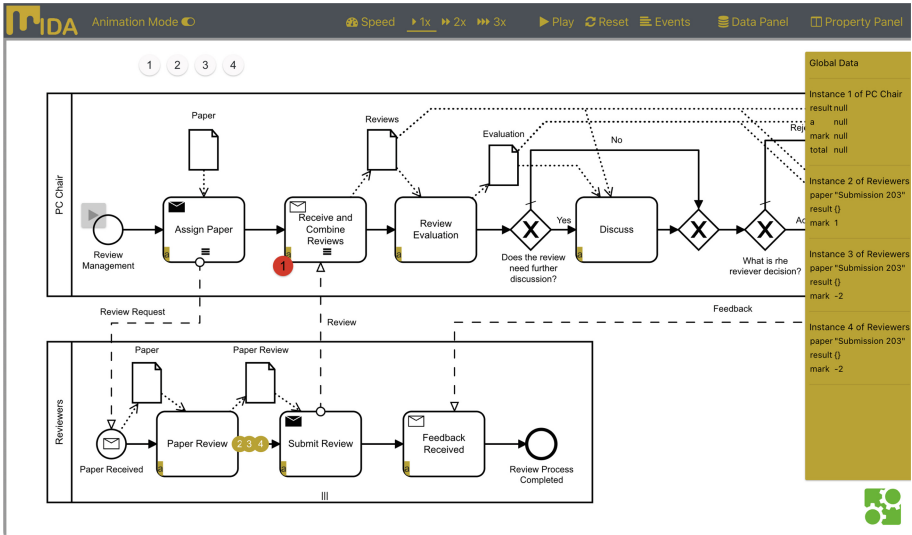 MIDA
Animation Mode
Speed
1x
2x
3x
Play
Reset
Events
Data Panel
Property Panel
1 2 3 4
PC Chair
Paper
Reviews
Evaluation
No
Reje
Review
Management
Assign Paper
Receive and
Combine
Reviews
1
Review
Evaluation
Yes
X
Does the review
need further
discussion?
Discuss
X
X
Ac
What is rhe
reviever decision?
Review Request
Review
Feedback
Reviewers
Paper
Paper Review
Paper Received
Paper Review
2 3 4
Submit Review
Feedback
Received
Review Process
Completed
Global Data
Instance 1 of PC Chair
result null
a null
mark null
total null
Instance 2 of Reviewers
paper "Submission 203"
result {}
mark 1
Instance 3 of Reviewers
paper "Submission 203"
result {}
mark -2
Instance 4 of Reviewers
paper "Submission 203"
result {}
mark -2